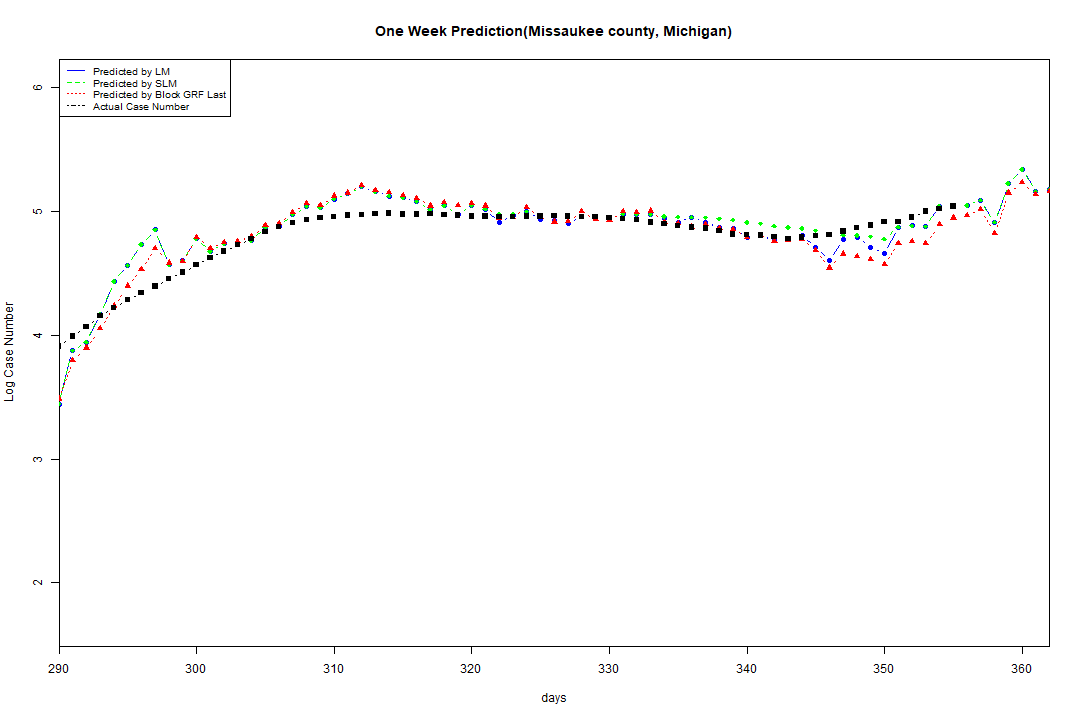 One Week Prediction(Missaukee county, Michigan)
Predicted by LM
Predicted by SLM
Predicted by Block GRF Last
Actual Case Number
6
5
4
3
2
Log Case Number
290 300 310 320 330 340 350 360
days